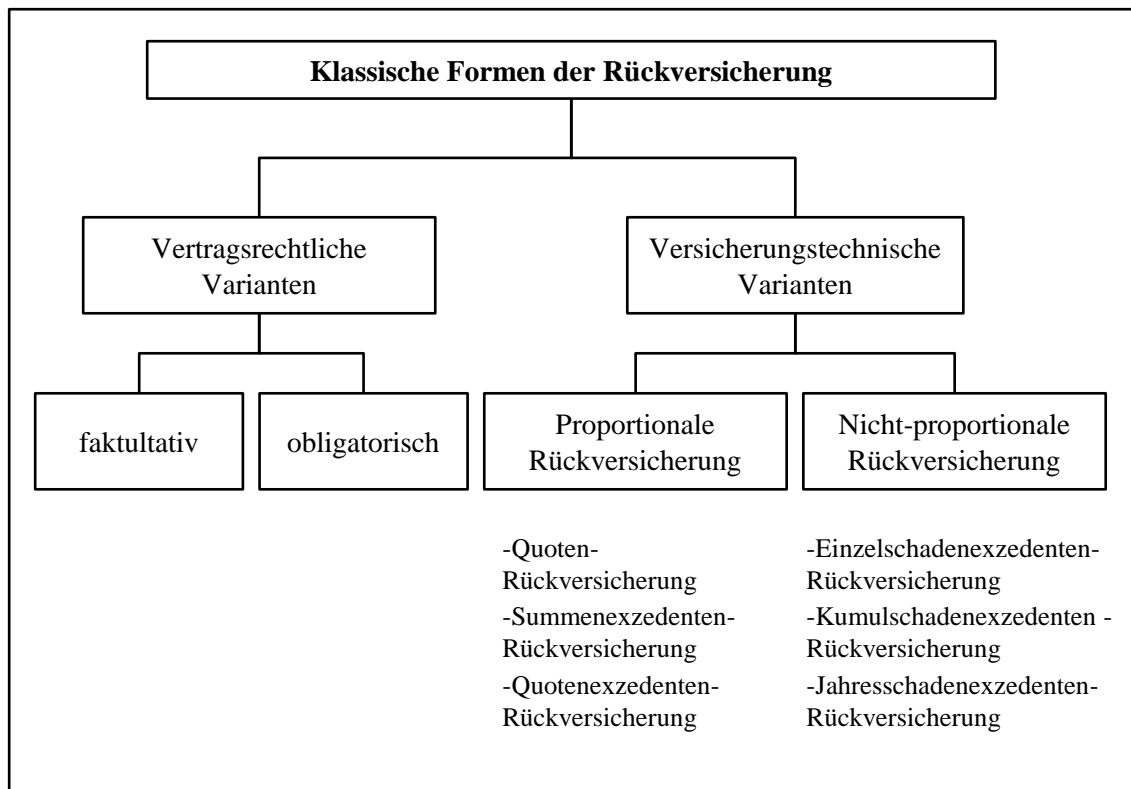 Klassische Formen der Rückversicherung
Vertragsrechtliche
Varianten
Versicherungstechnische
Varianten
faktultativ
obligatorisch
Proportionale
Rückversicherung
Nicht-proportionale
Rückversicherung
-Quoten-
Rückversicherung
-Summenexzedenten-
Rückversicherung
-Quotenexzedenten-
Rückversicherung
-Einzelschadenexzedenten-
Rückversicherung
-Kumulschadenexzedenten -
Rückversicherung
-Jahresschadenexzedenten-
Rückversicherung